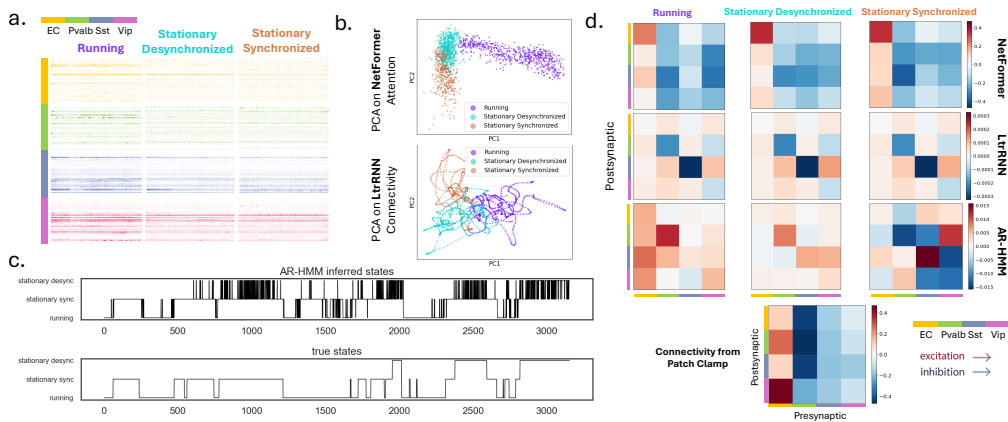 a.
EC Pvalb Sst Vip
Running
Stationary Desynchronized
Stationary Synchronized
b.
PCA on NetFormer
Attention
PC2
Running
Stationary Desynchronized
Stationary Synchronized
PC1
PCA on LtrRNN
Connectivity
PC2
Running
Stationary Desynchronized
Stationary Synchronized
PC1
c.
AR-HMM inferred states
stationary desync
stationary sync
running
0 500 1000 1500 2000 2500 3000
true states
stationary desync
stationary sync
running
0 500 1000 1500 2000 2500 3000
d.
Running
Stationary Desynchronized
Stationary Synchronized
Postsynaptic
0.4
0.2
0.0
−0.2
−0.4
NetFormer
0.0003
0.0002
0.0001
0.0000
0.0001
0.0002
0.0003
LtrRNN
0.015
0.010
0.005
0.000
−0.005
−0.010
−0.015
AR-HMM
Connectivity from
Patch Clamp
Postsynaptic
Presynaptic
0.4
0.2
0.0
−0.2
−0.4
EC Pvalb Sst Vip
excitation
inhibition